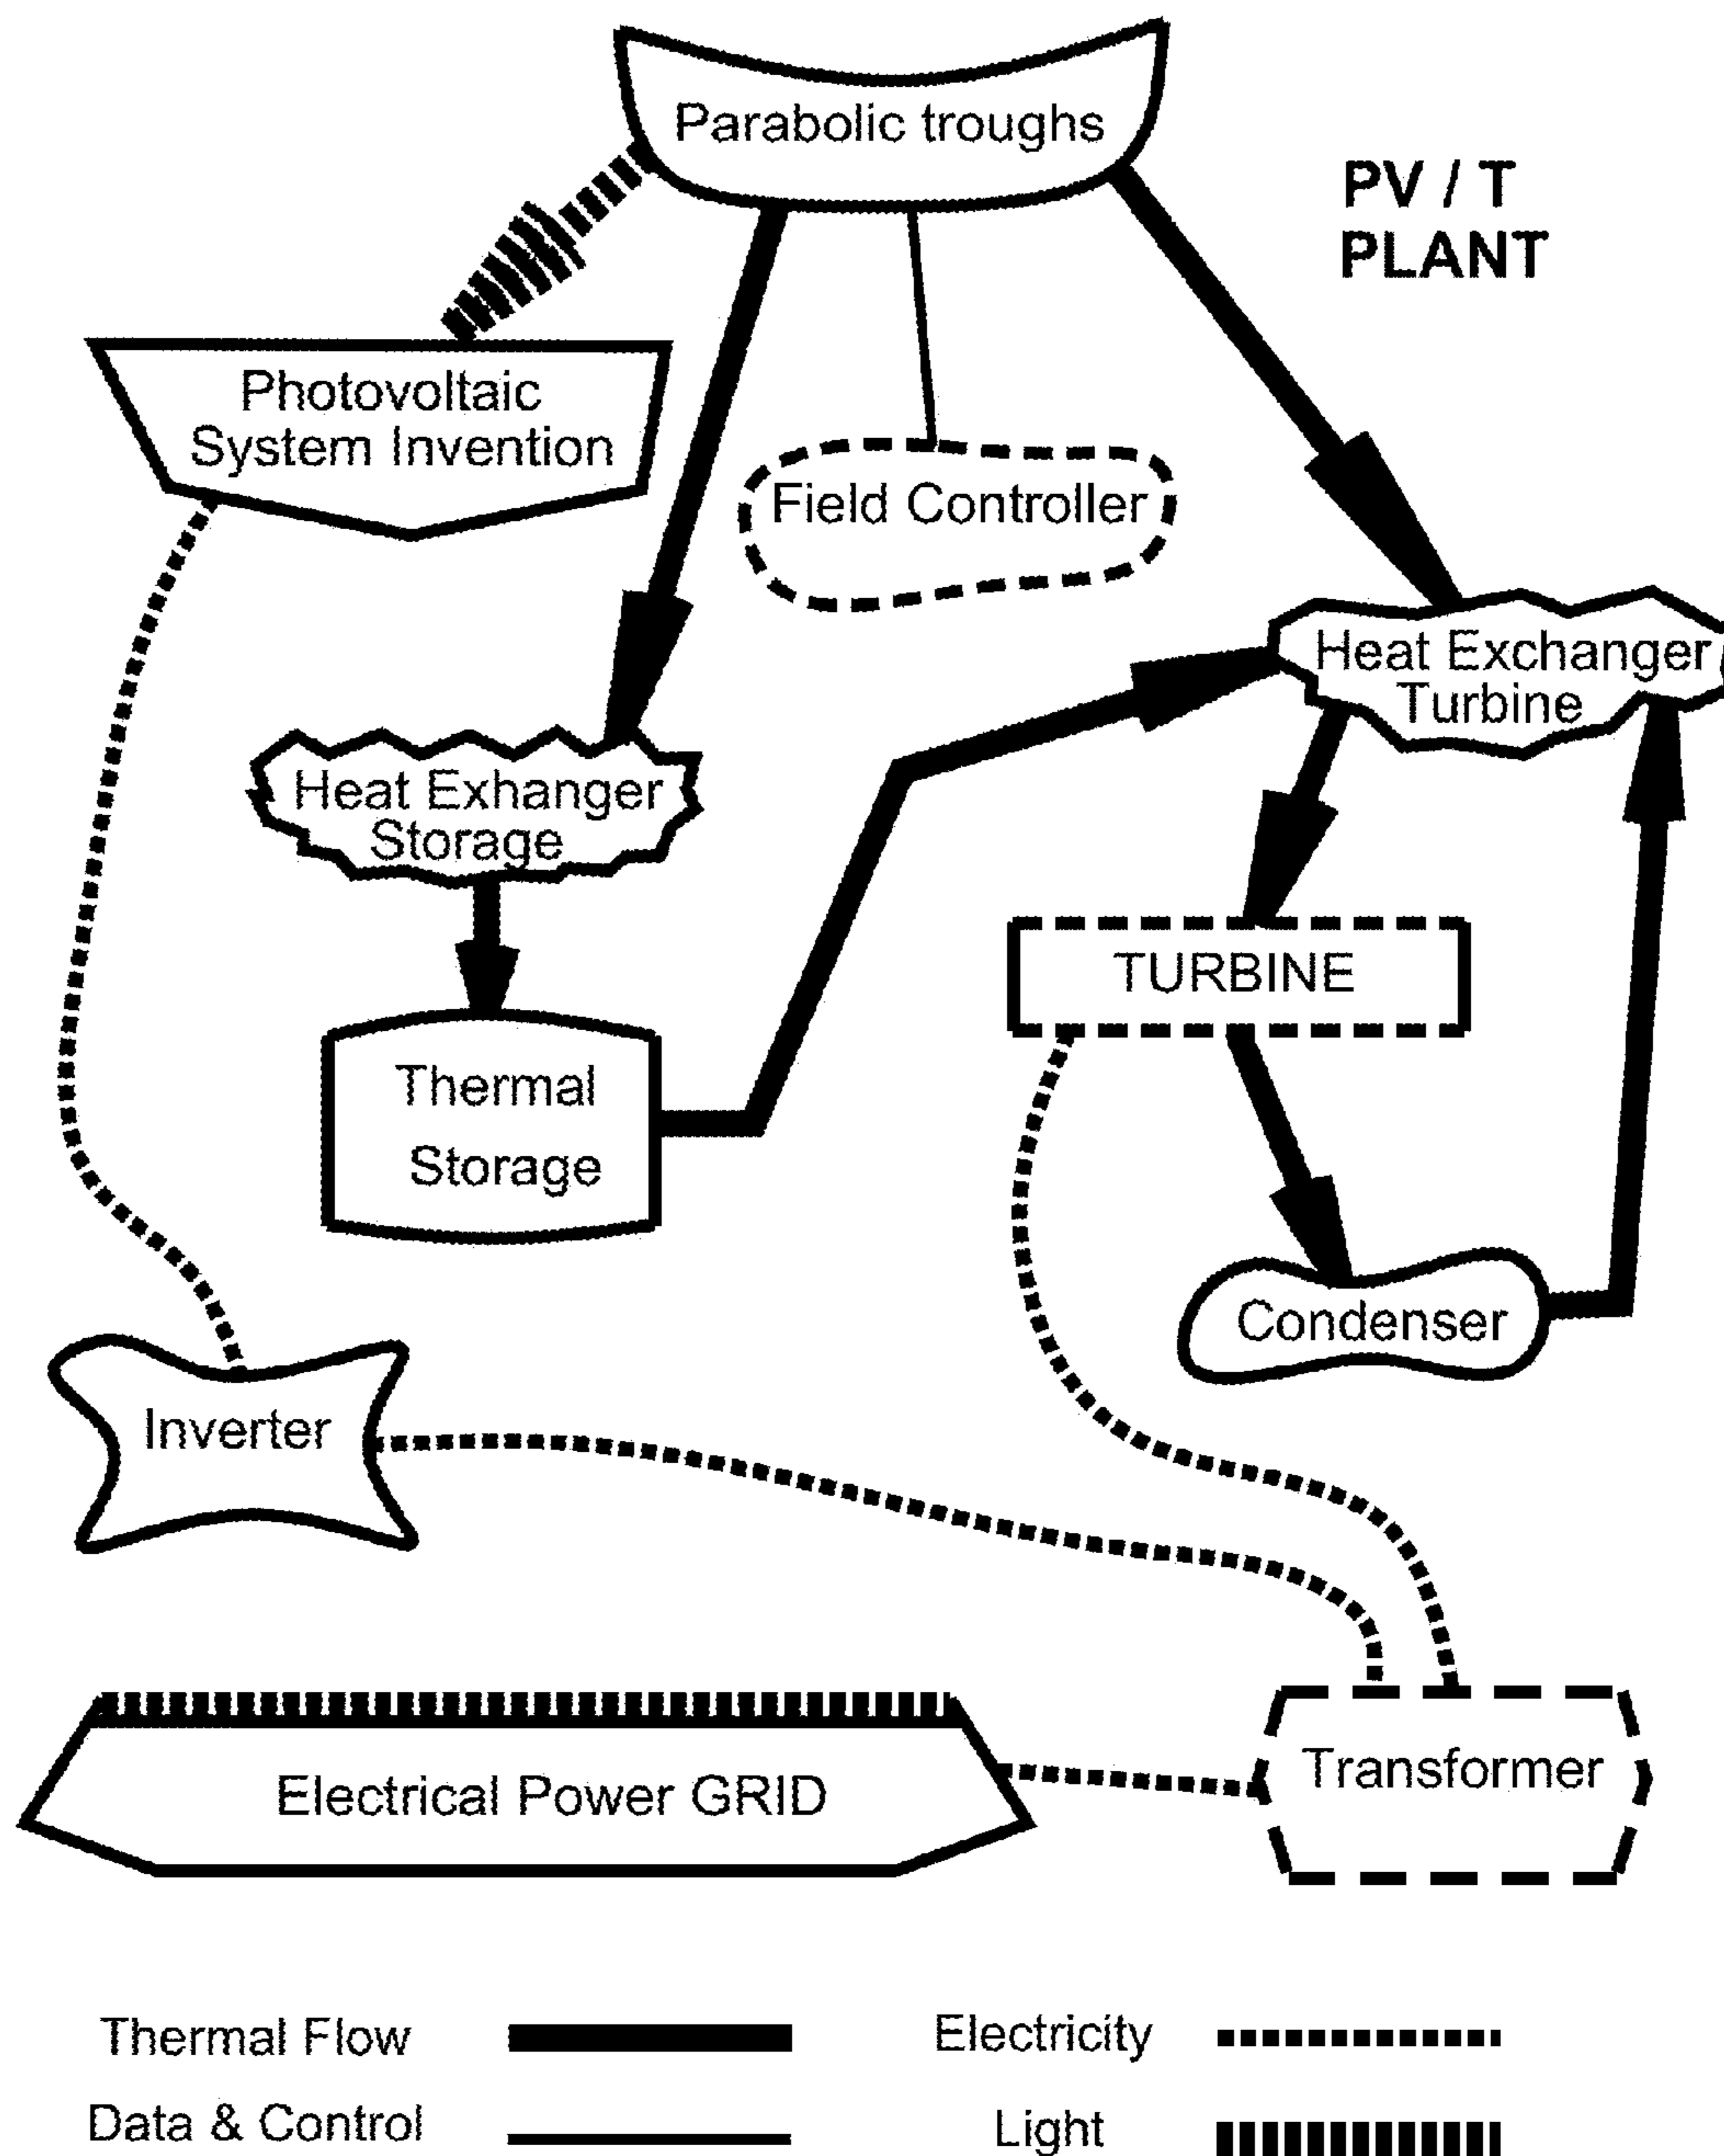 Parabolic troughs
PV / T
PLANT
Photovoltaic
System Invention
Field Controller
Heat Exchanger
Turbine
Heat Exhanger
Storage
TURBINE
Thermal
Storage
Condenser
Inverter
Electrical Power GRID
Transformer
Thermal Flow
Electricity
Data & Control
Light